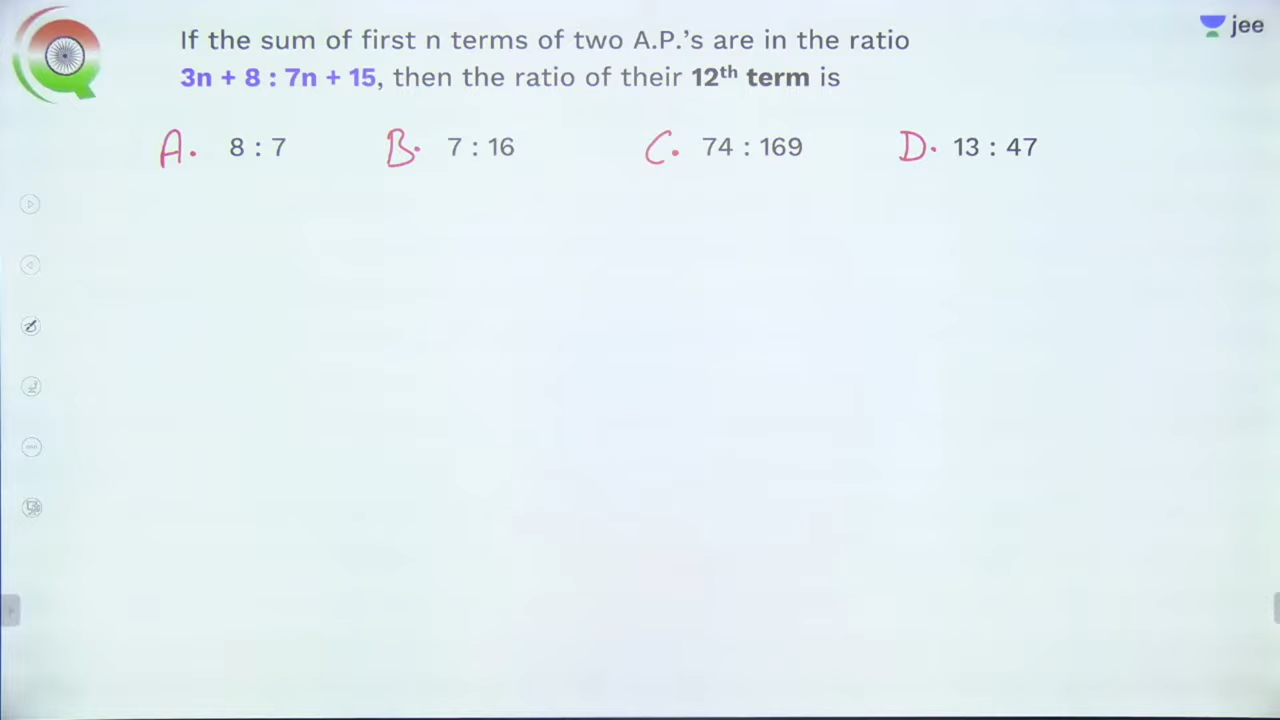 If the sum of first n terms of two A.P.'s are in the ratio
3n + 8 : 7n + 15, then the ratio of their 12th term is
A. 8 : 7 B. 7 : 16 C. 74 : 169 D. 13 : 47
jee